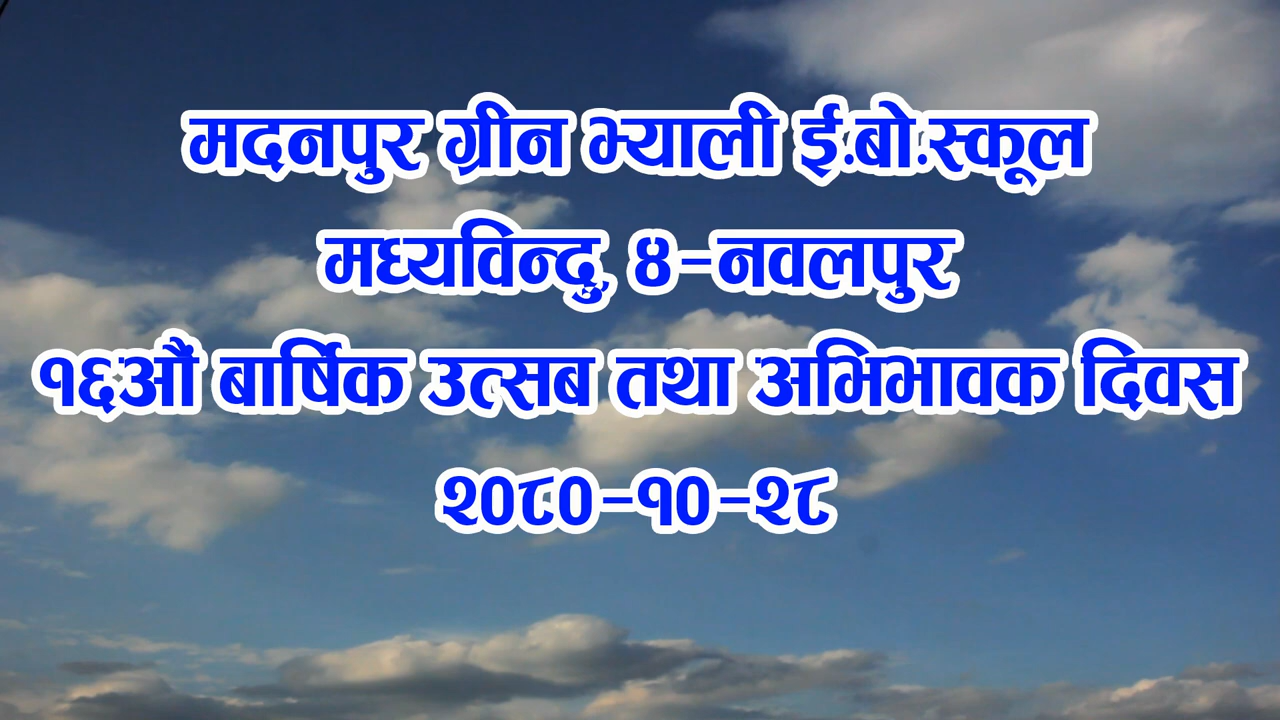 मदनपुर ग्रीन भ्याली ई.बो.स्कूल
मध्यविन्दु, ४-नवलपुर
१६औं बार्षिक उत्सब तथा अभिभावक दिवस
२०८०-१०-२८